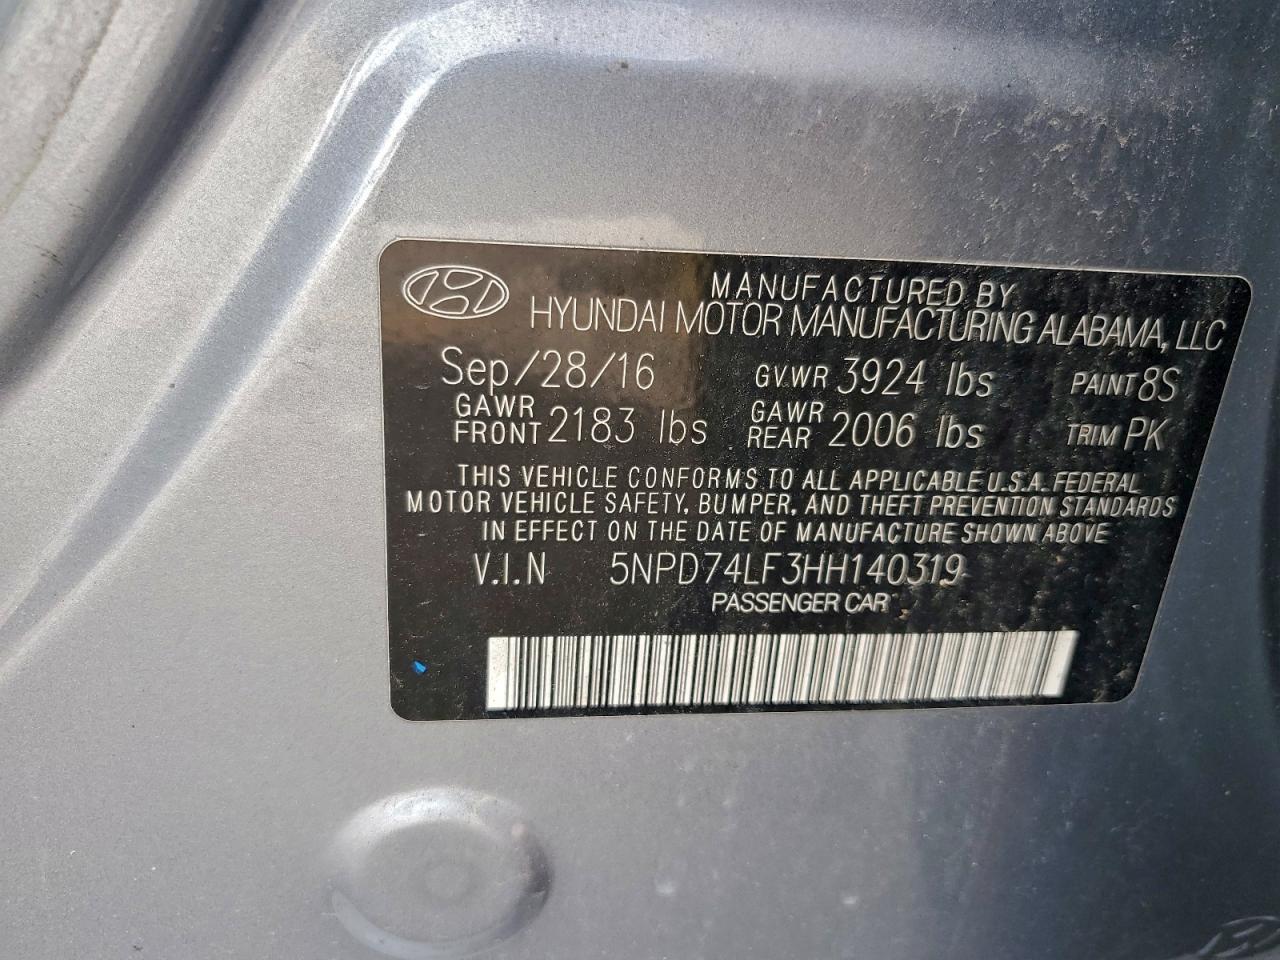 MANUFACTURED BY
HYUNDAI MOTOR MANUFACTURING ALABAMA, LLC
Sep/28/16 GVWR 3924 lbs PAINT 8S
GAWR FRONT 2183 lbs GAWR REAR 2006 lbs TRIM PK
THIS VEHICLE CONFORMS TO ALL APPLICABLE U.S.A. FEDERAL
MOTOR VEHICLE SAFETY, BUMPER, AND THEFT PREVENTION STANDARDS
IN EFFECT ON THE DATE OF MANUFACTURE SHOWN ABOVE
V.I.N 5NPD74LF3HH140319
PASSENGER CAR